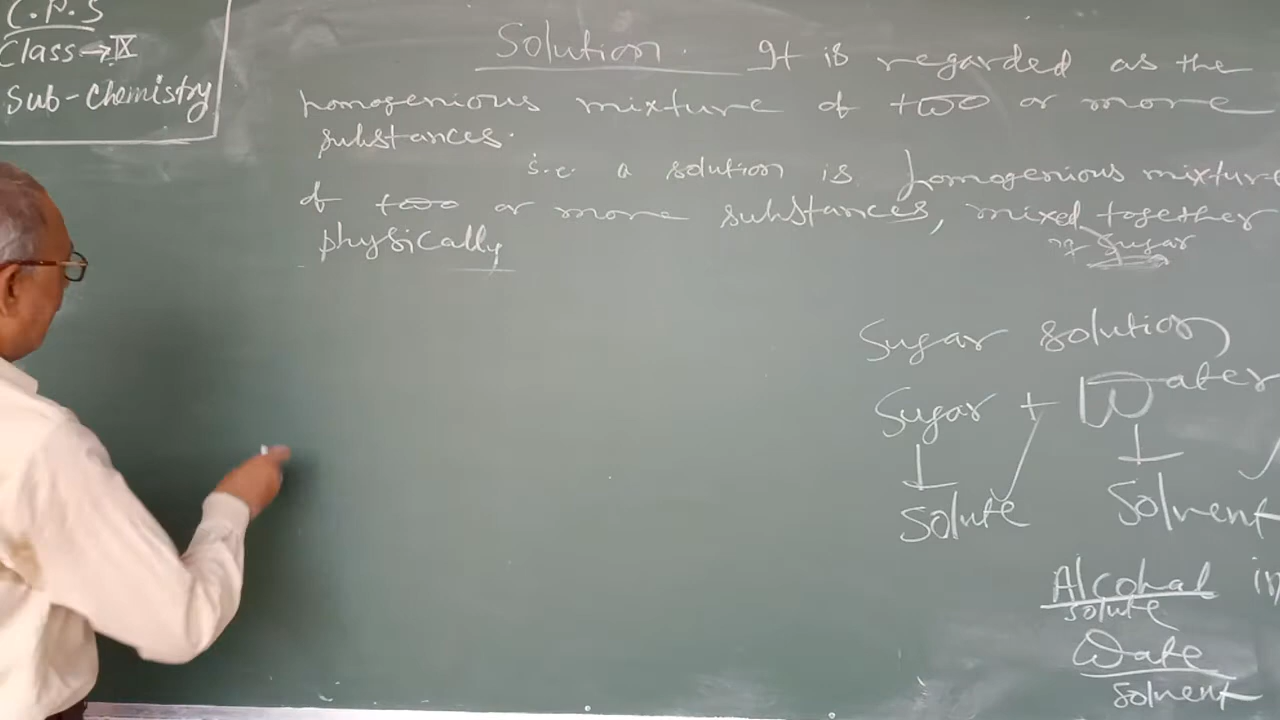 C.P.S
Class→IX
Sub-Chemistry
Solution. It is regarded as the
homogenious mixture of two or more
substances.
i.e. a solution is homogenious mixture
of two or more substances, mixed together
physically
Sugar
Sugar solution
Sugar + Water
Solute Solvent
Alcohal in
Solute
Wate
Solvent